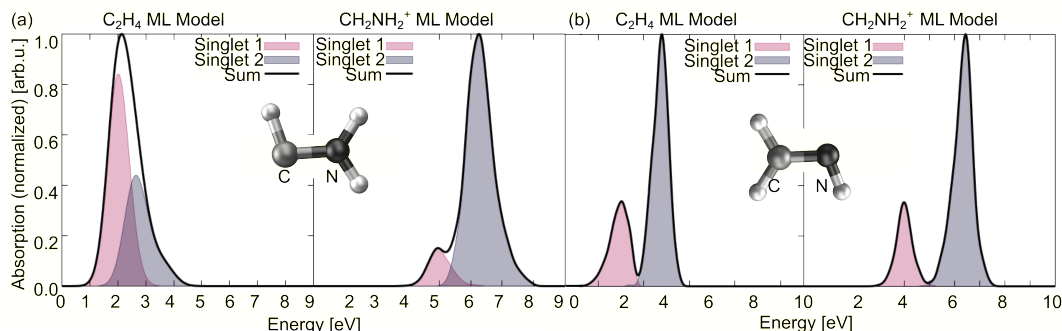 (a) C₂H₄ ML Model CH₂NH₂⁺ ML Model (b) C₂H₄ ML Model CH₂NH₂⁺ ML Model
Singlet 1 Singlet 1 Singlet 1 Singlet 1
Singlet 2 Singlet 2 Singlet 2 Singlet 2
Sum Sum Sum Sum
Absorption (normalized) [arb.u.]
1.0
0.8
0.6
0.4
0.2
0.0
C N
C N
0 1 2 3 4 5 6 7 8 9 2 3 4 5 6 7 8 9 0 2 4 6 8 10 2 4 6 8 10
Energy [eV] Energy [eV] Energy [eV]